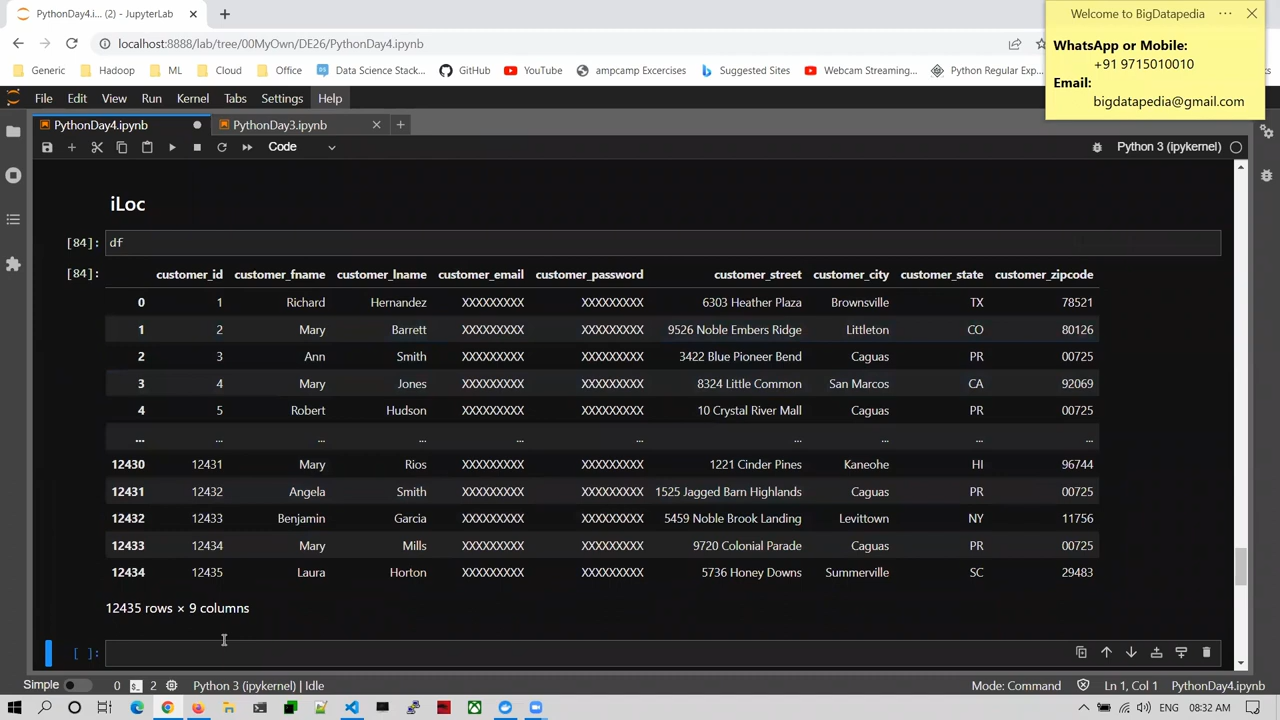 PythonDay4.i... (2) - JupyterLab
Welcome to BigDatapedia
WhatsApp or Mobile:
+91 9715010010
Email:
bigdatapedia@gmail.com
localhost:8888/lab/tree/00MyOwn/DE26/PythonDay4.ipynb
Generic Hadoop ML Cloud Office Data Science Stack... GitHub YouTube ampcamp Excercises Suggested Sites Webcam Streaming... Python Regular Exp...
File Edit View Run Kernel Tabs Settings Help
PythonDay4.ipynb PythonDay3.ipynb
Code Python 3 (ipykernel)
iLoc
[84]: df
[84]: customer_id customer_fname customer_lname customer_email customer_password customer_street customer_city customer_state customer_zipcode
0 1 Richard Hernandez XXXXXXXXX XXXXXXXXX 6303 Heather Plaza Brownsville TX 78521
1 2 Mary Barrett XXXXXXXXX XXXXXXXXX 9526 Noble Embers Ridge Littleton CO 80126
2 3 Ann Smith XXXXXXXXX XXXXXXXXX 3422 Blue Pioneer Bend Caguas PR 00725
3 4 Mary Jones XXXXXXXXX XXXXXXXXX 8324 Little Common San Marcos CA 92069
4 5 Robert Hudson XXXXXXXXX XXXXXXXXX 10 Crystal River Mall Caguas PR 00725
... ... ... ... ... ... ... ... ... ...
12430 12431 Mary Rios XXXXXXXXX XXXXXXXXX 1221 Cinder Pines Kaneohe HI 96744
12431 12432 Angela Smith XXXXXXXXX XXXXXXXXX 1525 Jagged Barn Highlands Caguas PR 00725
12432 12433 Benjamin Garcia XXXXXXXXX XXXXXXXXX 5459 Noble Brook Landing Levittown NY 11756
12433 12434 Mary Mills XXXXXXXXX XXXXXXXXX 9720 Colonial Parade Caguas PR 00725
12434 12435 Laura Horton XXXXXXXXX XXXXXXXXX 5736 Honey Downs Summerville SC 29483
12435 rows × 9 columns
[ ]:
Simple 0 2 Python 3 (ipykernel) | Idle Mode: Command Ln 1, Col 1 PythonDay4.ipynb
ENG 08:32 AM